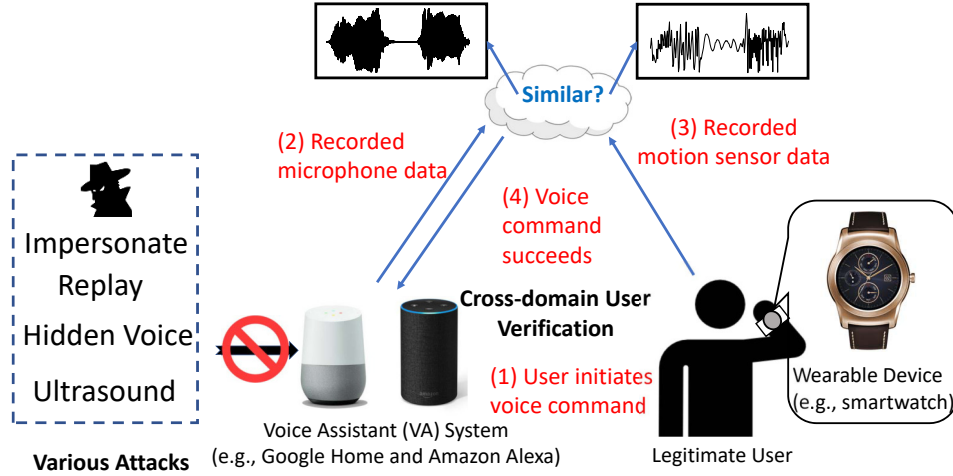 Similar?
(2) Recorded
microphone data
(3) Recorded
motion sensor data
(4) Voice
command
succeeds
Impersonate
Replay
Hidden Voice
Ultrasound
Various Attacks
Cross-domain User
Verification
(1) User initiates
voice command
Voice Assistant (VA) System
(e.g., Google Home and Amazon Alexa)
Legitimate User
Wearable Device
(e.g., smartwatch)